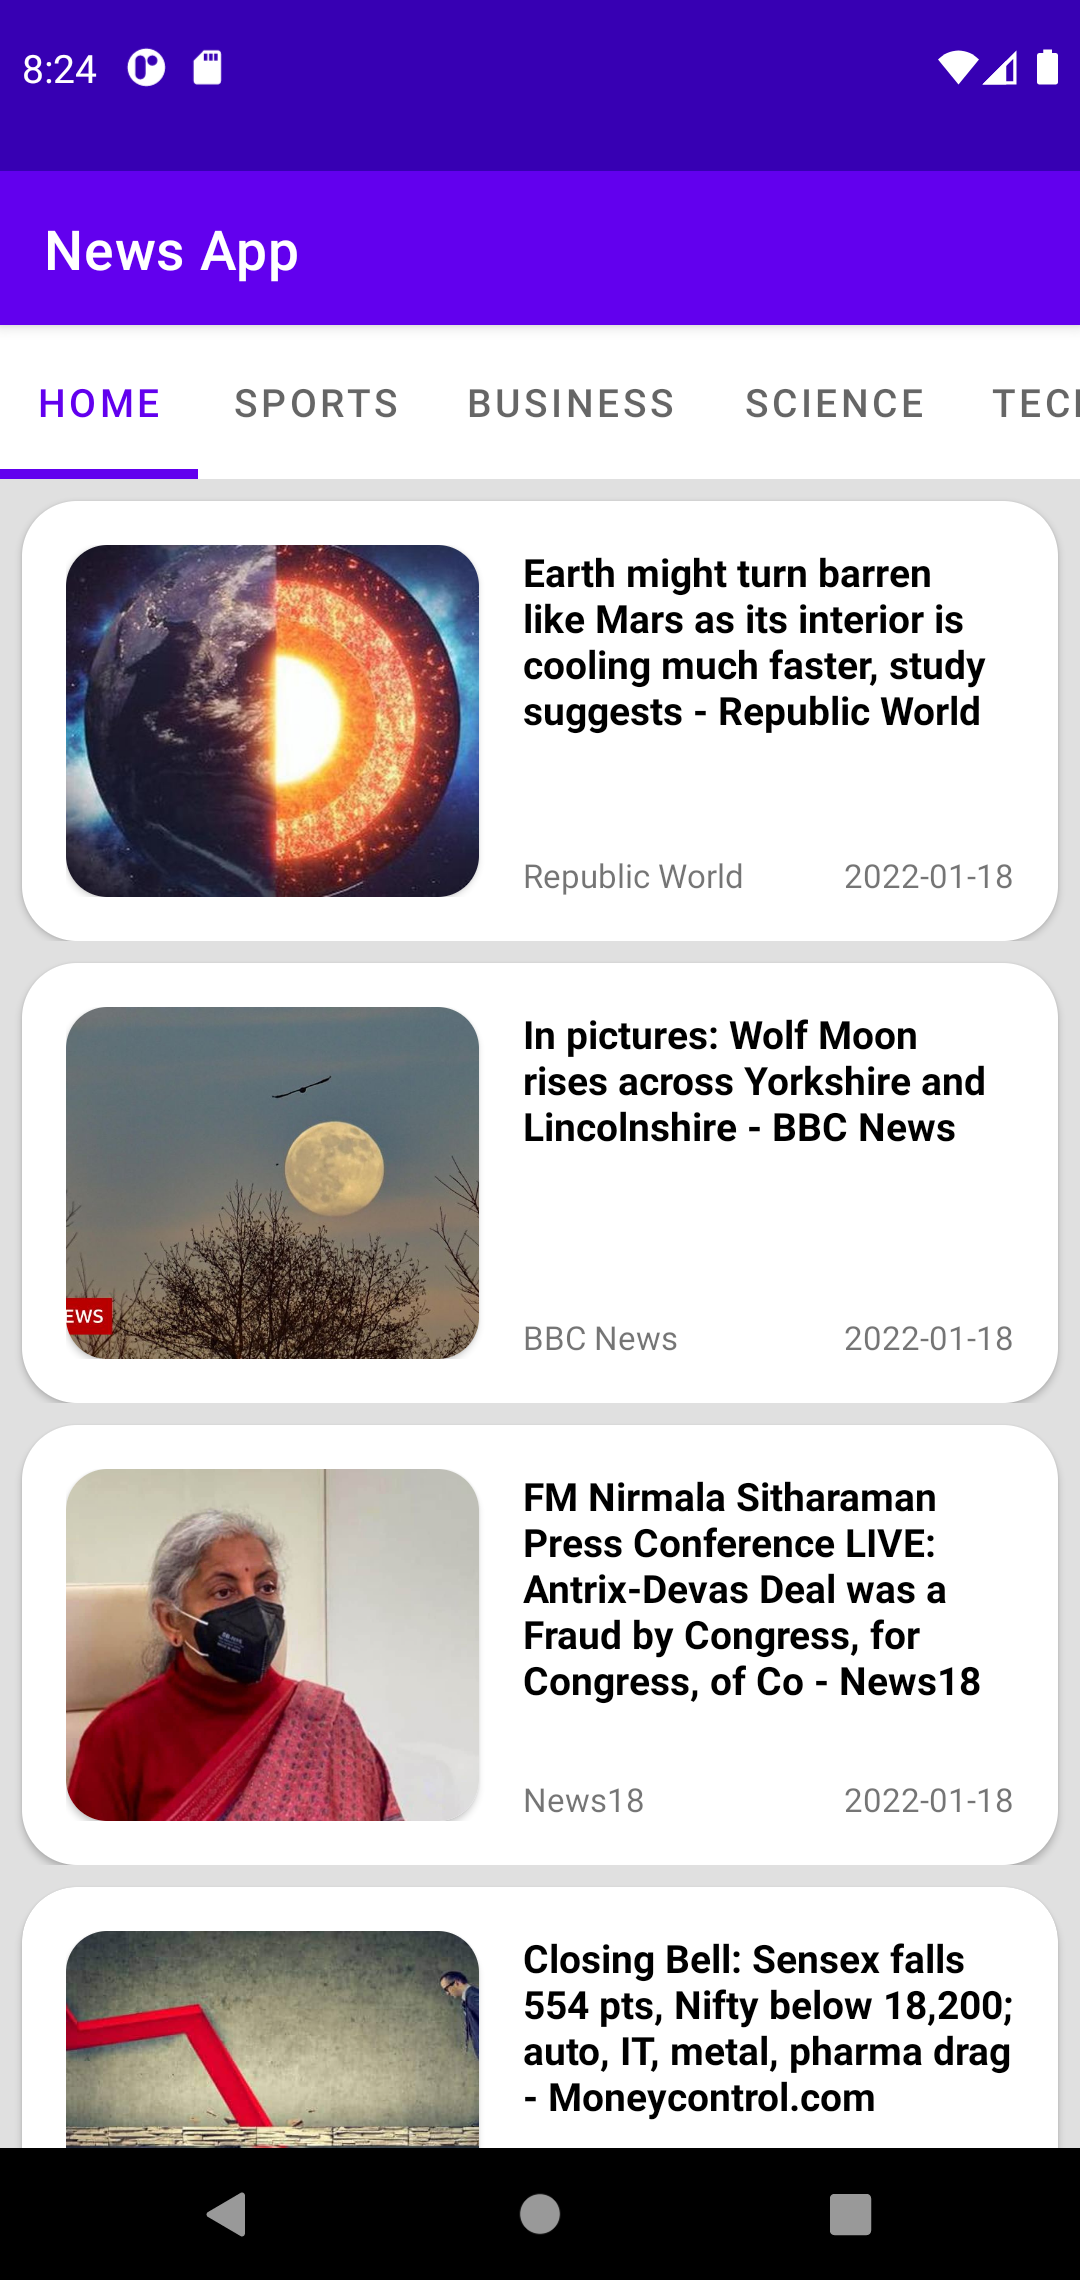 8:24
News App
HOME SPORTS BUSINESS SCIENCE
Earth might turn barren
like Mars as its interior is
cooling much faster, study
suggests - Republic World
Republic World 2022-01-18
In pictures: Wolf Moon
rises across Yorkshire and
Lincolnshire - BBC News
EWS
BBC News 2022-01-18
FM Nirmala Sitharaman
Press Conference LIVE:
Antrix-Devas Deal was a
Fraud by Congress, for
Congress, of Co - News18
News18 2022-01-18
Closing Bell: Sensex falls
554 pts, Nifty below 18,200;
auto, IT, metal, pharma drag
- Moneycontrol.com